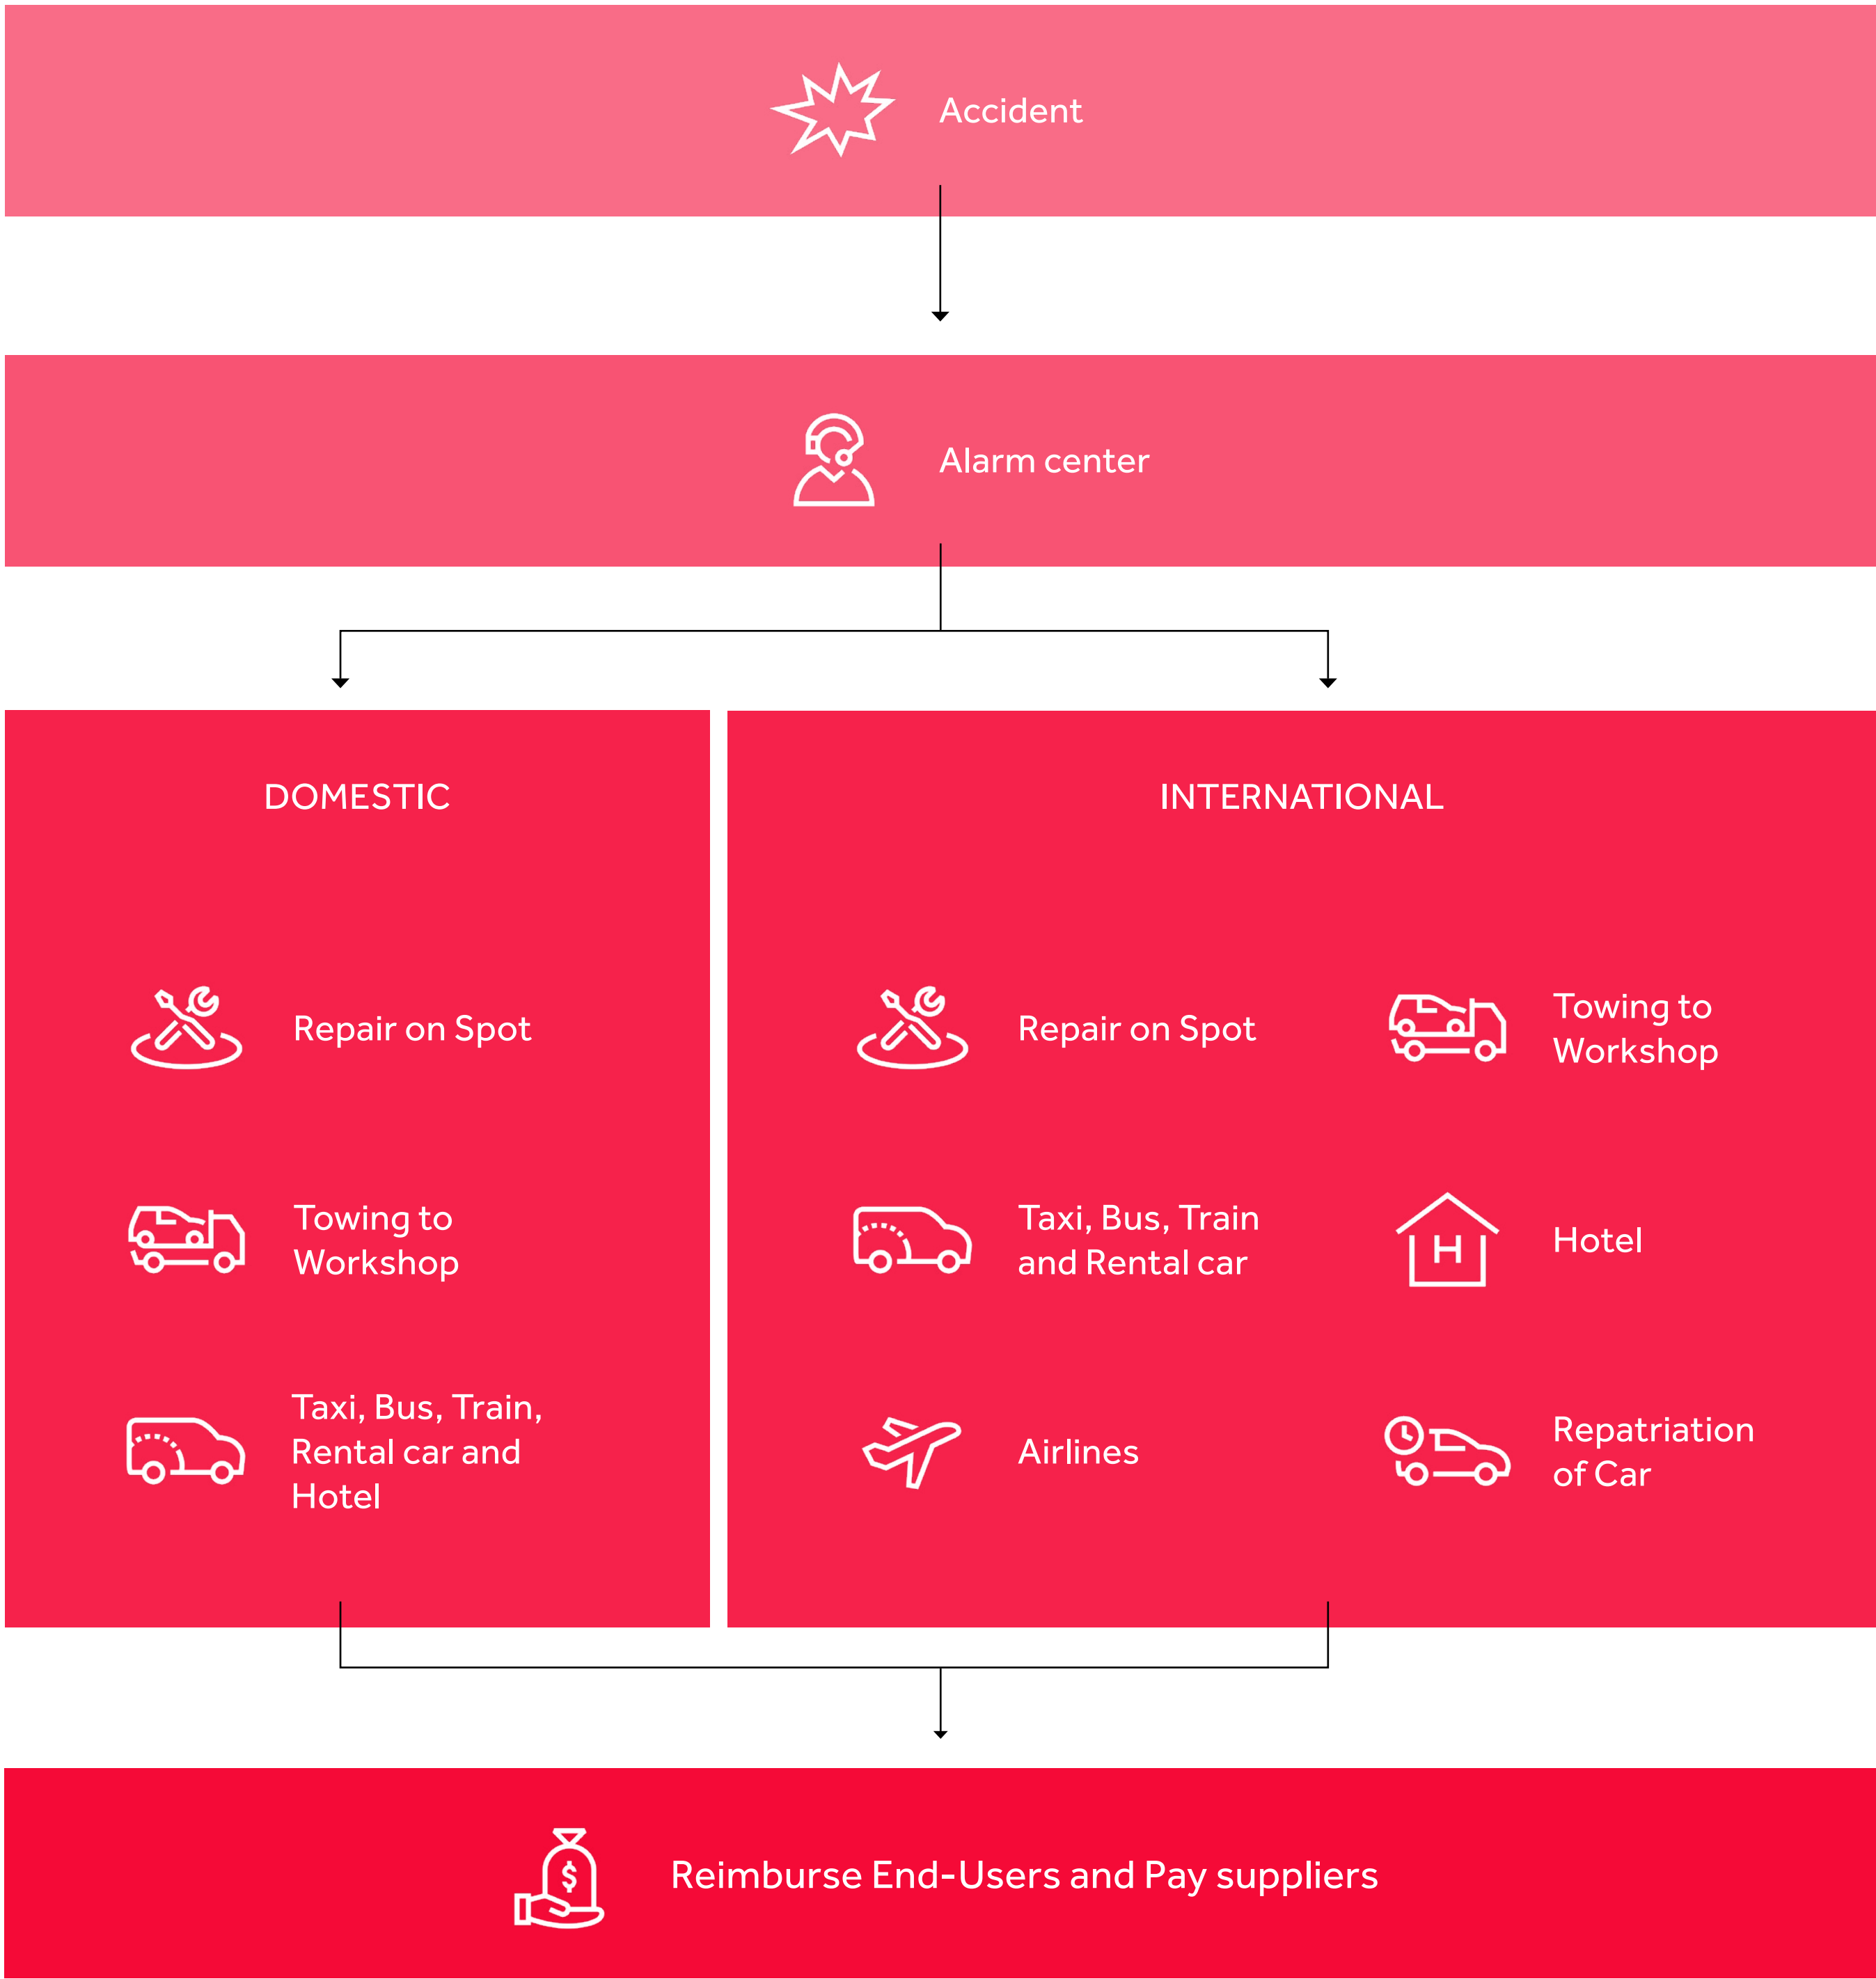 Accident
Alarm center
DOMESTIC
Repair on Spot
Towing to
Workshop
Taxi, Bus, Train,
Rental car and
Hotel
INTERNATIONAL
Repair on Spot
Towing to
Workshop
Taxi, Bus, Train
and Rental car
H
Hotel
Airlines
Repatriation
of Car
$
Reimburse End-Users and Pay suppliers